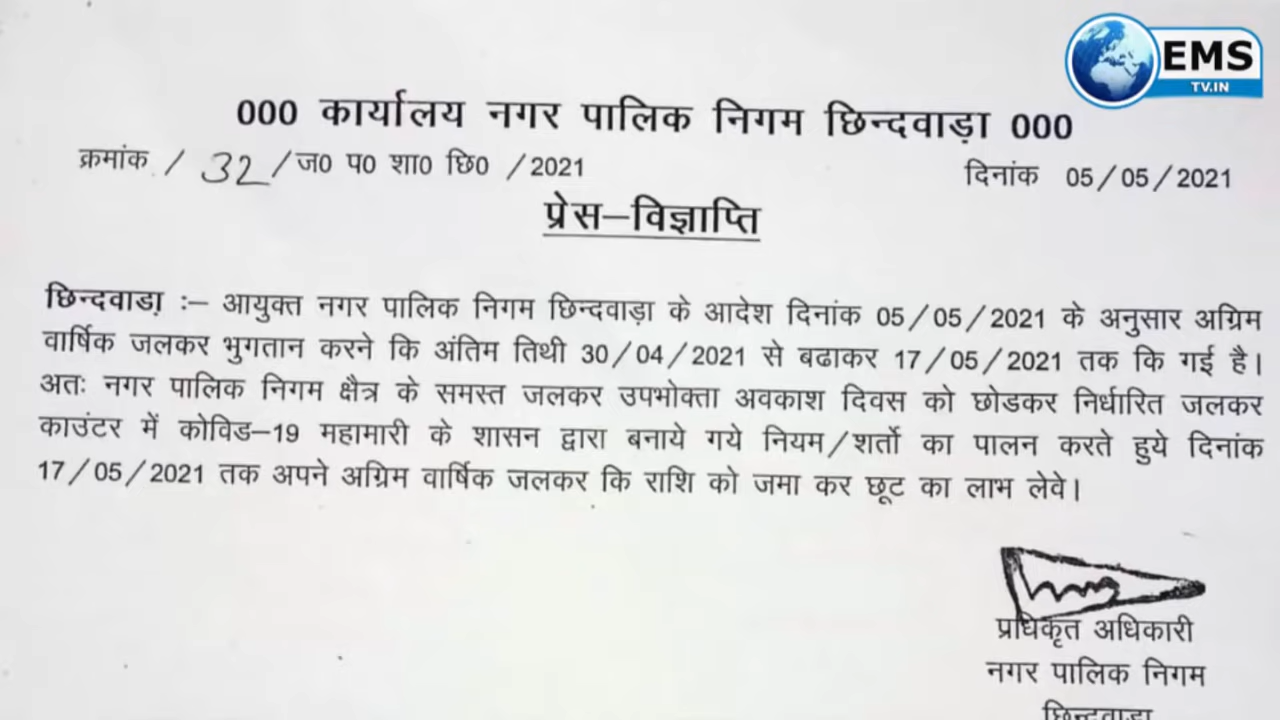 EMS
TV.IN
000 कार्यालय नगर पालिक निगम छिन्दवाड़ा 000
क्रमांक / 32 /ज0 प0 शा0 छि0 /2021 दिनांक 05/05/2021
प्रेस–विज्ञाप्ति
छिन्दवाडा़ :– आयुक्त नगर पालिक निगम छिन्दवाड़ा के आदेश दिनांक 05/05/2021 के अनुसार अग्रिम
वार्षिक जलकर भुगतान करने कि अंतिम तिथी 30/04/2021 से बढाकर 17/05/2021 तक कि गई है।
अतः नगर पालिक निगम क्षैत्र के समस्त जलकर उपभोक्ता अवकाश दिवस को छोडकर निर्धारित जलकर
काउंटर में कोविड–19 महामारी के शासन द्वारा बनाये गये नियम/शर्तो का पालन करते हुये दिनांक
17/05/2021 तक अपने अग्रिम वार्षिक जलकर कि राशि को जमा कर छूट का लाभ लेवे।
प्रधिकृत अधिकारी
नगर पालिक निगम
छिन्दवाडा